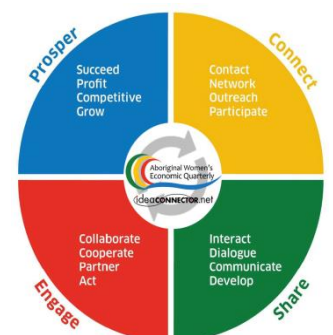 Prosper
Succeed
Profit
Competitive
Grow
Connect
Contact
Network
Outreach
Participate
Aboriginal Women's
Economic Quarterly
ideaconnector.net
Engage
Collaborate
Cooperate
Partner
Act
Share
Interact
Dialogue
Communicate
Develop